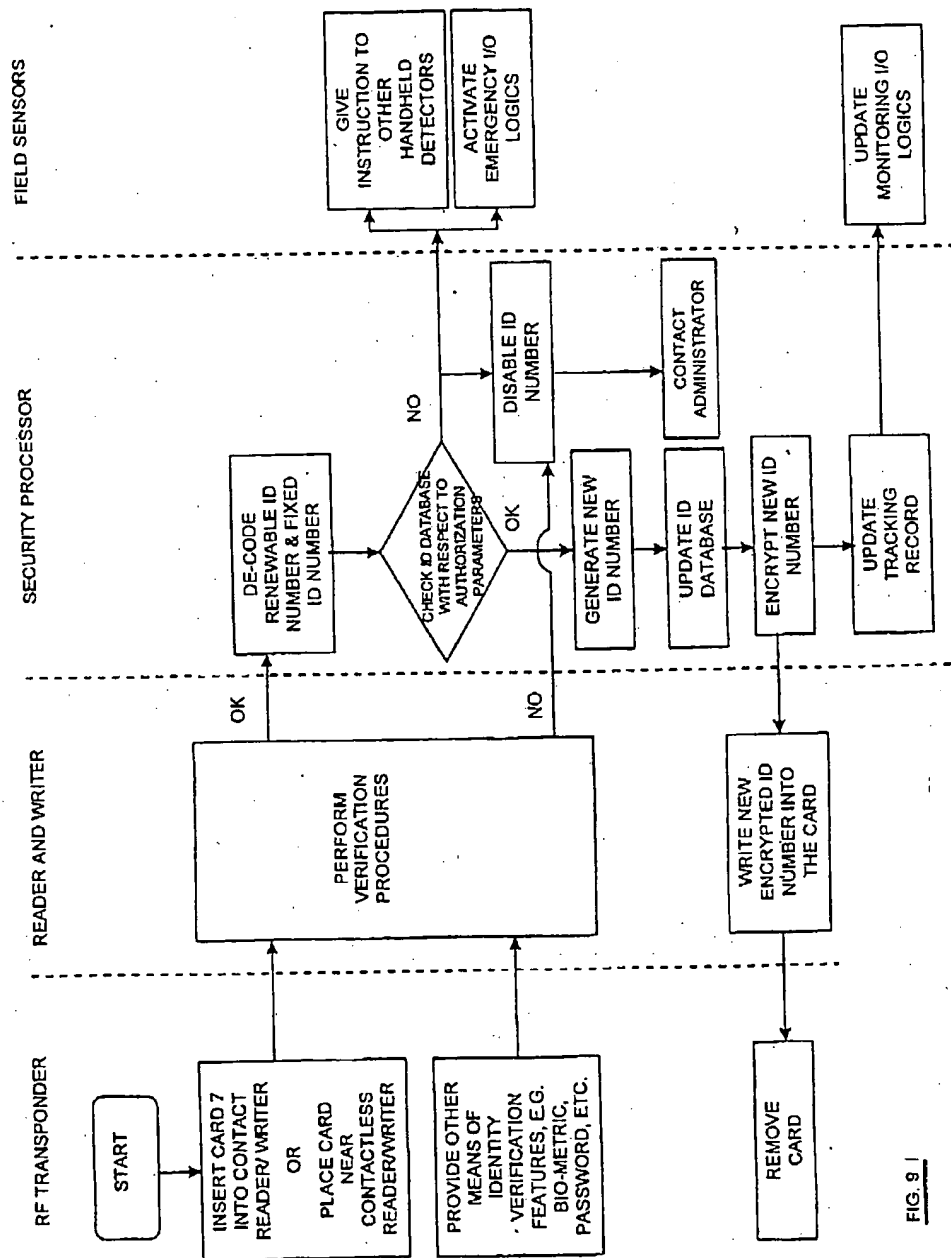 RF TRANSPONDER
READER AND WRITER
SECURITY PROCESSOR
FIELD SENSORS
START
INSERT CARD 7
INTO CONTACT
READER/ WRITER
OR
PLACE CARD
NEAR
CONTACTLESS
READER/WRITER
PROVIDE OTHER
MEANS OF
IDENTITY
VERIFICATION
FEATURES, E.G.
BIO-METRIC,
PASSWORD, ETC.
REMOVE
CARD
PERFORM
VERIFICATION
PROCEDURES
OK
NO
WRITE NEW
ENCRYPTED ID
NUMBER INTO
THE CARD
DE-CODE
RENEWABLE ID
NUMBER & FIXED
ID NUMBER
CHECK ID DATABASE
WITH RESPECT TO
AUTHORIZATION
PARAMETERS
NO
OK
DISABLE ID
NUMBER
CONTACT
ADMINISTRATOR
GENERATE NEW
ID NUMBER
UPDATE ID
DATABASE
ENCRYPT NEW ID
NUMBER
UPDATE
TRACKING
RECORD
GIVE
INSTRUCTION TO
OTHER
HANDHELD
DETECTORS
ACTIVATE
EMERGENCY I/O
LOGICS
UPDATE
MONITORING I/O
LOGICS
FIG. 9